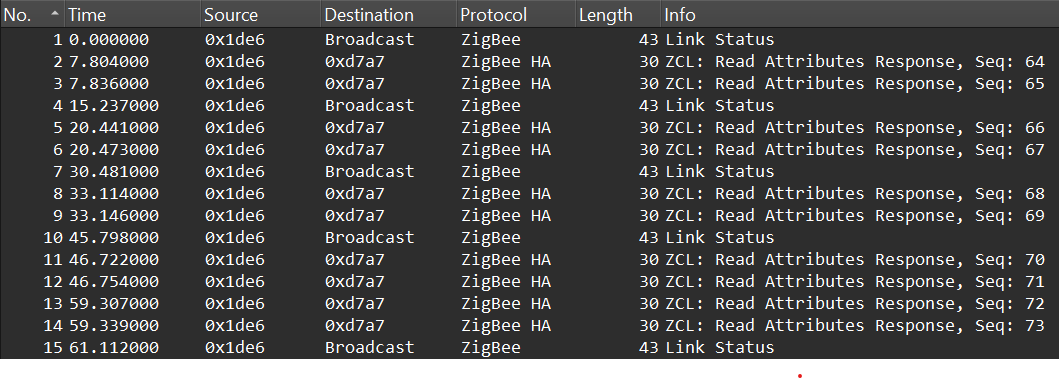 No. Time Source Destination Protocol Length Info
1 0.000000 0x1de6 Broadcast ZigBee 43 Link Status
2 7.804000 0x1de6 0xd7a7 ZigBee HA 30 ZCL: Read Attributes Response, Seq: 64
3 7.836000 0x1de6 0xd7a7 ZigBee HA 30 ZCL: Read Attributes Response, Seq: 65
4 15.237000 0x1de6 Broadcast ZigBee 43 Link Status
5 20.441000 0x1de6 0xd7a7 ZigBee HA 30 ZCL: Read Attributes Response, Seq: 66
6 20.473000 0x1de6 0xd7a7 ZigBee HA 30 ZCL: Read Attributes Response, Seq: 67
7 30.481000 0x1de6 Broadcast ZigBee 43 Link Status
8 33.114000 0x1de6 0xd7a7 ZigBee HA 30 ZCL: Read Attributes Response, Seq: 68
9 33.146000 0x1de6 0xd7a7 ZigBee HA 30 ZCL: Read Attributes Response, Seq: 69
10 45.798000 0x1de6 Broadcast ZigBee 43 Link Status
11 46.722000 0x1de6 0xd7a7 ZigBee HA 30 ZCL: Read Attributes Response, Seq: 70
12 46.754000 0x1de6 0xd7a7 ZigBee HA 30 ZCL: Read Attributes Response, Seq: 71
13 59.307000 0x1de6 0xd7a7 ZigBee HA 30 ZCL: Read Attributes Response, Seq: 72
14 59.339000 0x1de6 0xd7a7 ZigBee HA 30 ZCL: Read Attributes Response, Seq: 73
15 61.112000 0x1de6 Broadcast ZigBee 43 Link Status